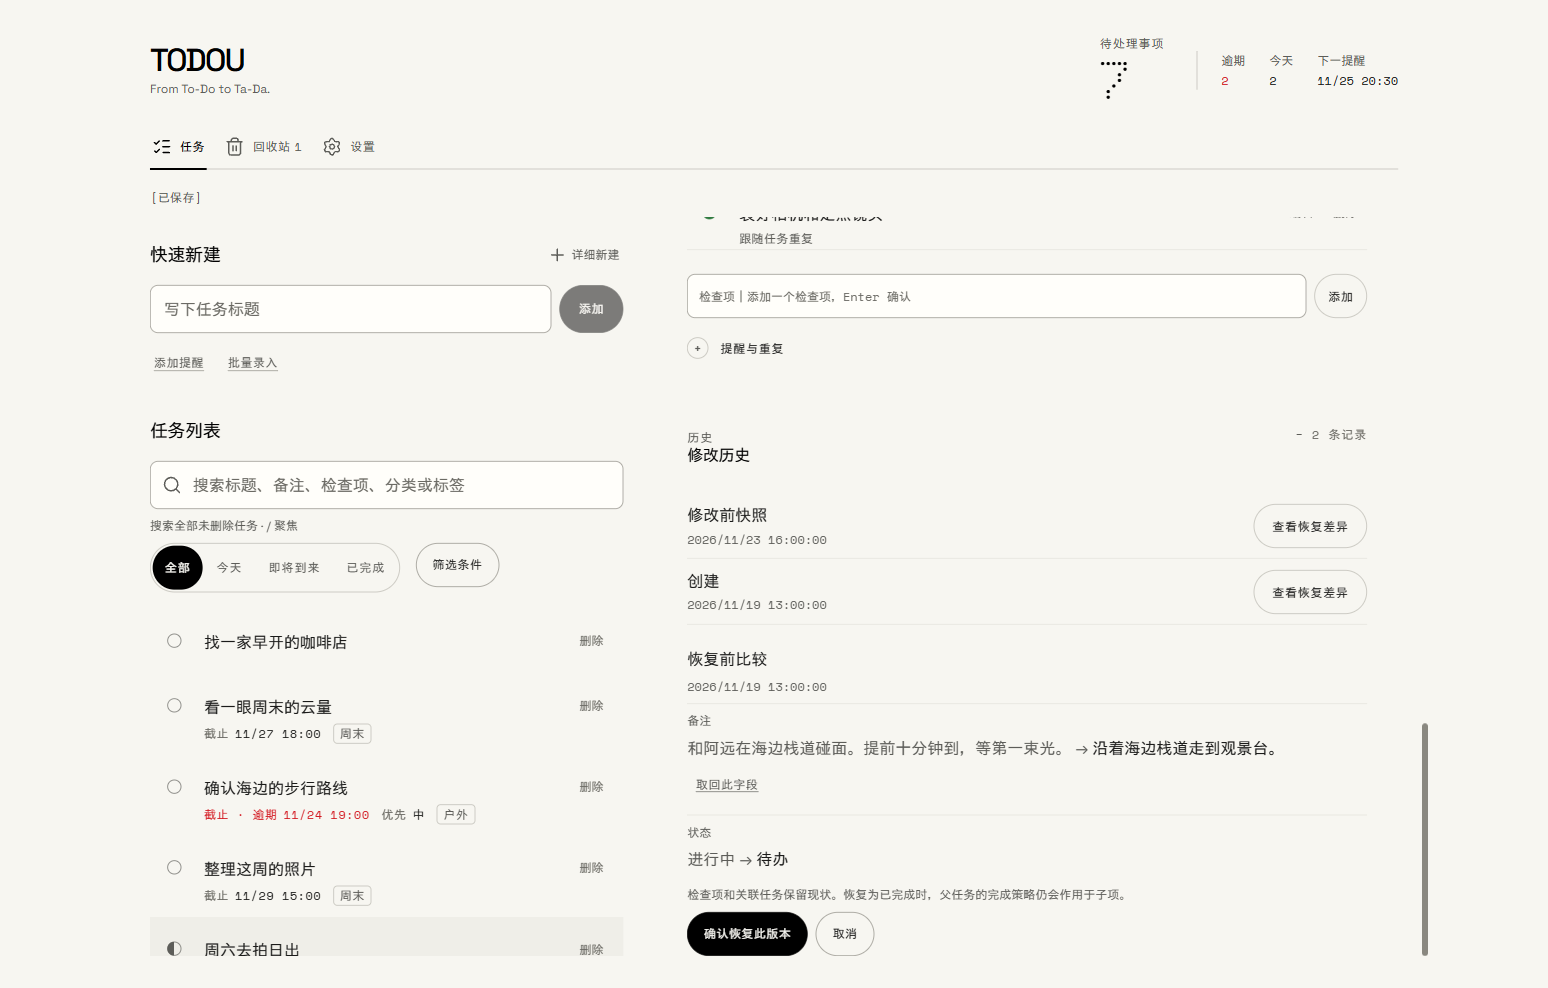 TODOU
From To-Do to Ta-Da.
待处理事项
7
逾期
2
今天
2
下一提醒
11/25 20:30
任务
回收站 1
设置
[已保存]
快速新建
详细新建
写下任务标题
添加
添加提醒
批量录入
任务列表
搜索标题、备注、检查项、分类或标签
搜索全部未删除任务 · / 聚焦
全部
今天
即将到来
已完成
筛选条件
找一家早开的咖啡店
删除
看一眼周末的云量
删除
截止 11/27 18:00 周末
确认海边的步行路线
删除
截止 · 逾期 11/24 19:00 优先 中 户外
整理这周的照片
删除
截止 11/29 15:00 周末
周六去拍日出
删除
跟随任务重复
检查项 | 添加一个检查项, Enter 确认
添加
+ 提醒与重复
历史
修改历史
- 2 条记录
修改前快照
2026/11/23 16:00:00
查看恢复差异
创建
2026/11/19 13:00:00
查看恢复差异
恢复前比较
2026/11/19 13:00:00
备注
和阿远在海边栈道碰面。提前十分钟到，等第一束光。 → 沿着海边栈道走到观景台。
取回此字段
状态
进行中 → 待办
检查项和关联任务保留现状。恢复为已完成时，父任务的完成策略仍会作用于子项。
确认恢复此版本
取消